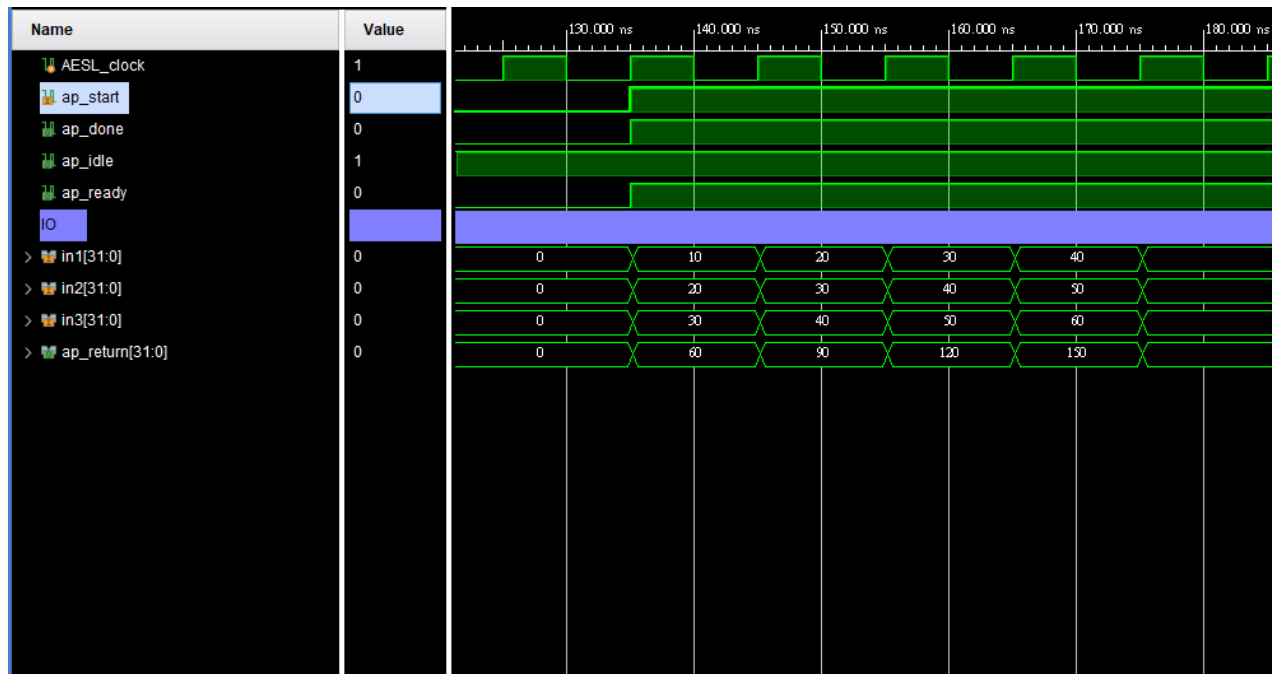 Name Value 130.000 ns 140.000 ns 150.000 ns 160.000 ns 170.000 ns 180.000 ns
AESL_clock 1
ap_start 0
ap_done 0
ap_idle 1
ap_ready 0
IO
> in1[31:0] 0 0 10 20 30 40
> in2[31:0] 0 0 20 30 40 50
> in3[31:0] 0 0 30 40 50 60
> ap_return[31:0] 0 0 60 90 120 150